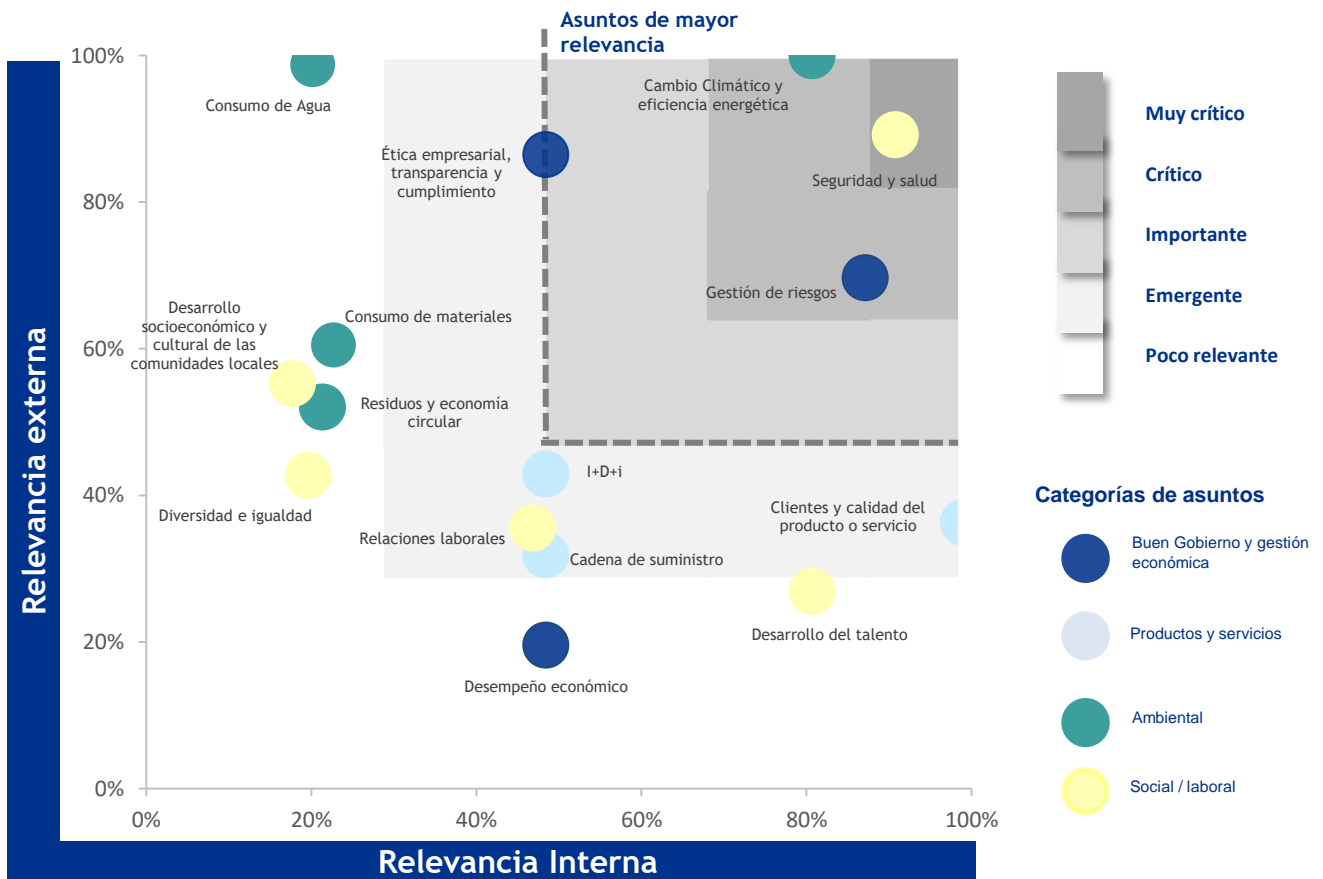 Asuntos de mayor
relevancia
100%
80%
60%
40%
20%
0%
0%
20%
40%
60%
80%
100%
Relevancia externa
Relevancia Interna
Consumo de Agua
Cambio Climático y
eficiencia energética
Ética empresarial,
transparencia y
cumplimiento
Seguridad y salud
Gestión de riesgos
Desarrollo
socioeconómico y
cultural de las
comunidades locales
Consumo de materiales
Residuos y economía
circular
I+D+i
Diversidad e igualdad
Relaciones laborales
Clientes y calidad del
producto o servicio
Cadena de suministro
Desarrollo del talento
Desempeño económico
Muy crítico
Crítico
Importante
Emergente
Poco relevante
Categorías de asuntos
Buen Gobierno y gestión
económica
Productos y servicios
Ambiental
Social / laboral